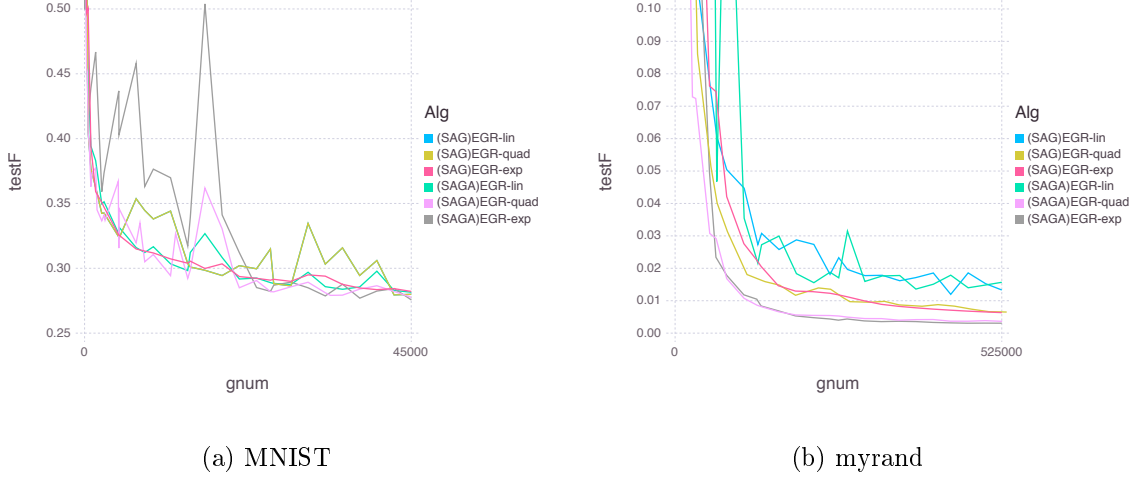 0.50
0.45
0.40
0.35
0.30
0.25
testF
0
45000
gnum
Alg
(SAG)EGR-lin
(SAG)EGR-quad
(SAG)EGR-exp
(SAGA)EGR-lin
(SAGA)EGR-quad
(SAGA)EGR-exp
(a) MNIST
0.10
0.09
0.08
0.07
0.06
0.05
0.04
0.03
0.02
0.01
0.00
testF
0
525000
gnum
Alg
(SAG)EGR-lin
(SAG)EGR-quad
(SAG)EGR-exp
(SAGA)EGR-lin
(SAGA)EGR-quad
(SAGA)EGR-exp
(b) myrand